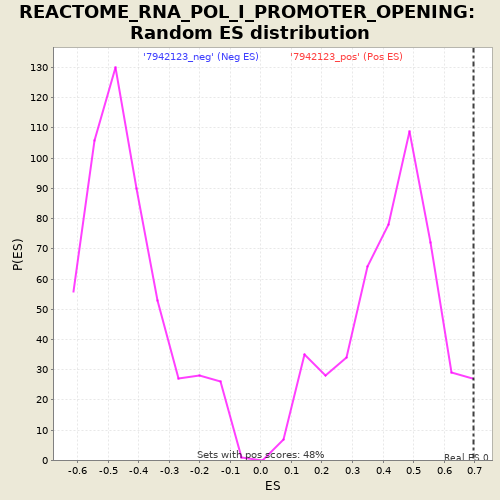 REACTOME_RNA_POL_I_PROMOTER_OPENING:
Random ES distribution
'7942123_neg' (Neg ES) '7942123_pos' (Pos ES)
130
120
110
100
90
80
70
60
50
40
30
20
10
0
P(ES)
Sets with pos scores: 48%
Real ES 0
-0.6 -0.5 -0.4 -0.3 -0.2 -0.1 0.0 0.1 0.2 0.3 0.4 0.5 0.6 0.7
ES